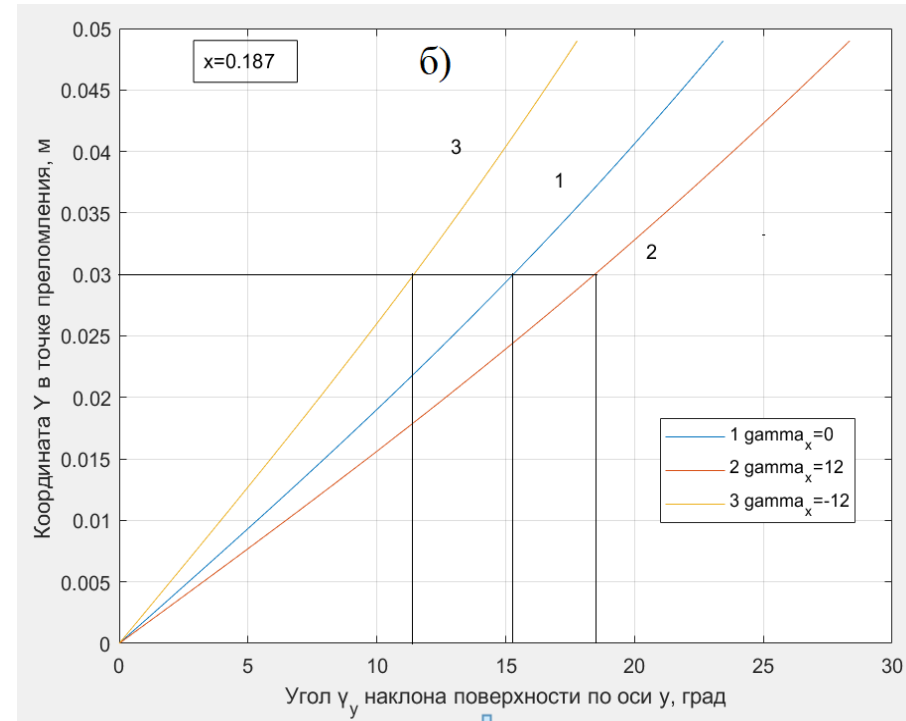 0.05
x=0.187
б)
0.045
0.04
3
1
0.035
2
0.03
0.025
0.02
1 gamma_x=0
2 gamma_x=12
3 gamma_x=-12
0.015
0.01
0.005
0
0 5 10 15 20 25 30
Координата Y в точке преломления, м
Угол γ_y наклона поверхности по оси y, град